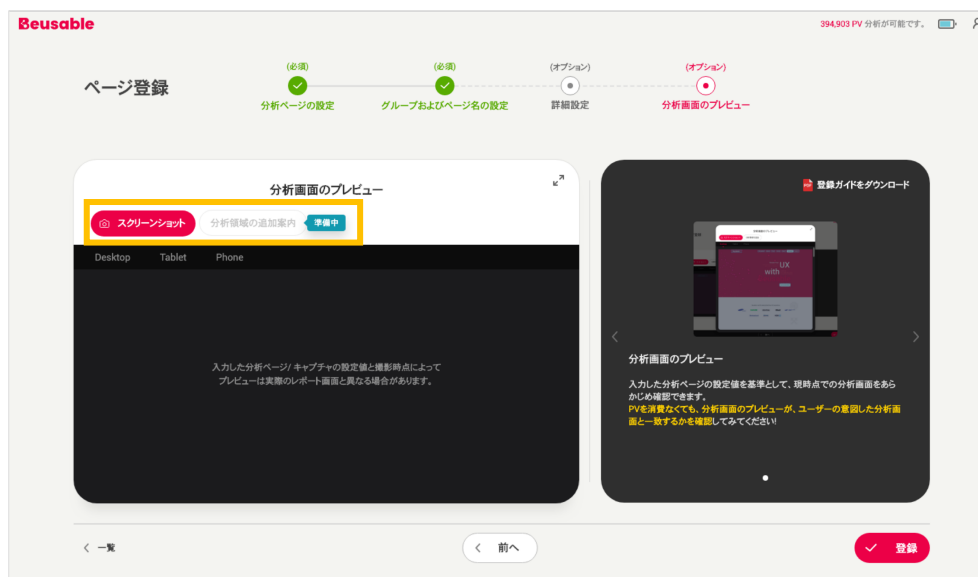 Beusable
394,903 PV 分析が可能です。
ページ登録
(必須)
分析ページの設定
(必須)
グループおよびページ名の設定
(オプション)
詳細設定
(オプション)
分析画面のプレビュー
分析画面のプレビュー
スクリーンショット
分析領域の追加案内
準備中
Desktop Tablet Phone
入力した分析ページ/ キャプチャの設定値と撮影時点によって
プレビューは実際のレポート画面と異なる場合があります。
登録ガイドをダウンロード
UX
with
分析画面のプレビュー
入力した分析ページの設定値を基準として、現時点での分析画面をあら
かじめ確認できます。
PVを消費なくても、分析画面のプレビューが、ユーザーの意図した分析画
面と一致するかを確認してみてください!
一覧
前へ
登録